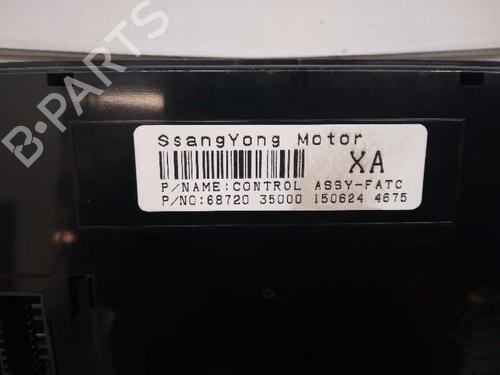 B-PARTS
SsangYong Motor
XA
P/NAME:CONTROL ASSY-FATC
P/NO:68720 35000 150624 4675